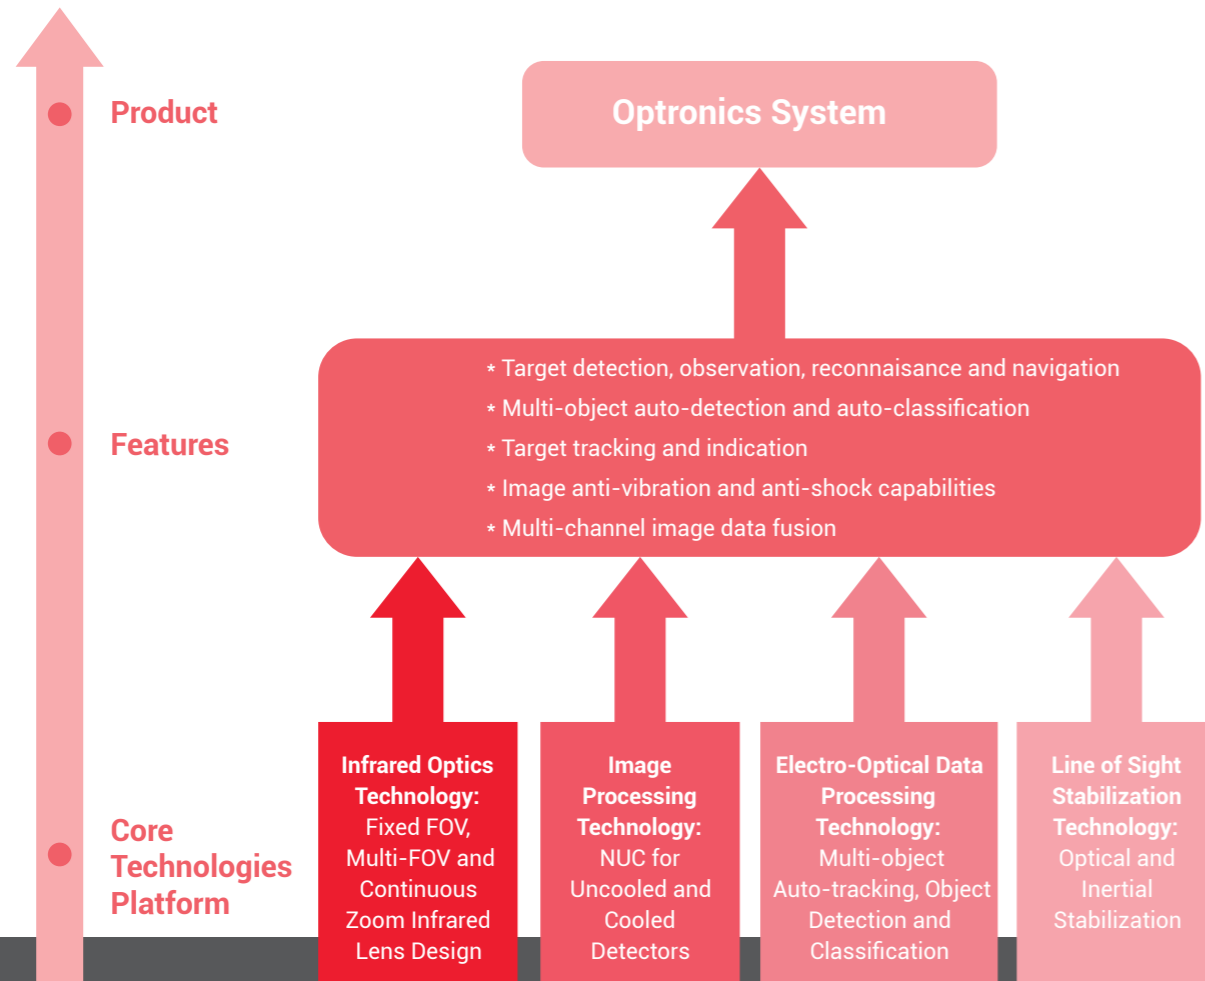 Product
Optronics System
Features
* Target detection, observation, reconnaisance and navigation
* Multi-object auto-detection and auto-classification
* Target tracking and indication
* Image anti-vibration and anti-shock capabilities
* Multi-channel image data fusion
Core
Technologies
Platform
Infrared Optics
Technology:
Fixed FOV,
Multi-FOV and
Continuous
Zoom Infrared
Lens Design
Image
Processing
Technology:
NUC for
Uncooled and
Cooled
Detectors
Electro-Optical Data
Processing
Technology:
Multi-object
Auto-tracking, Object
Detection and
Classification
Line of Sight
Stabilization
Technology:
Optical and
Inertial
Stabilization